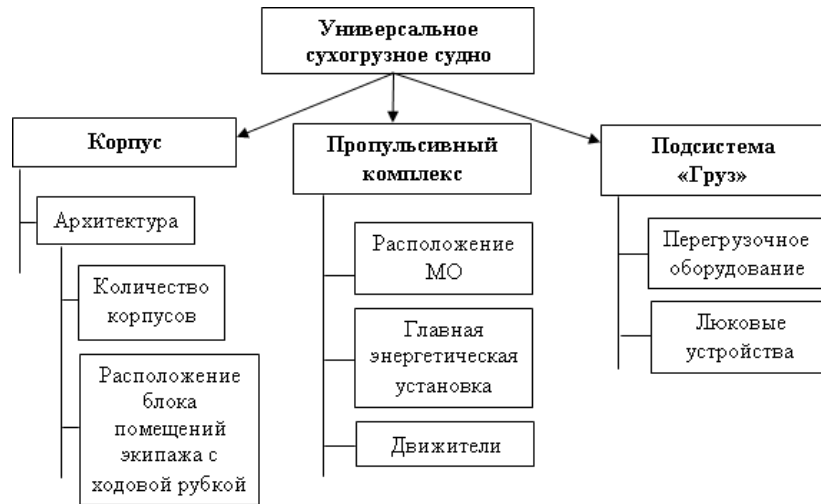 Универсальное
сухогрузное судно
Корпус
Архитектура
Количество
корпусов
Расположение
блока
помещений
экипажа с
ходовой рубкой
Пропульсивный
комплекс
Расположение
МО
Главная
энергетическая
установка
Движители
Подсистема
«Груз»
Перегрузочное
оборудование
Люковые
устройства